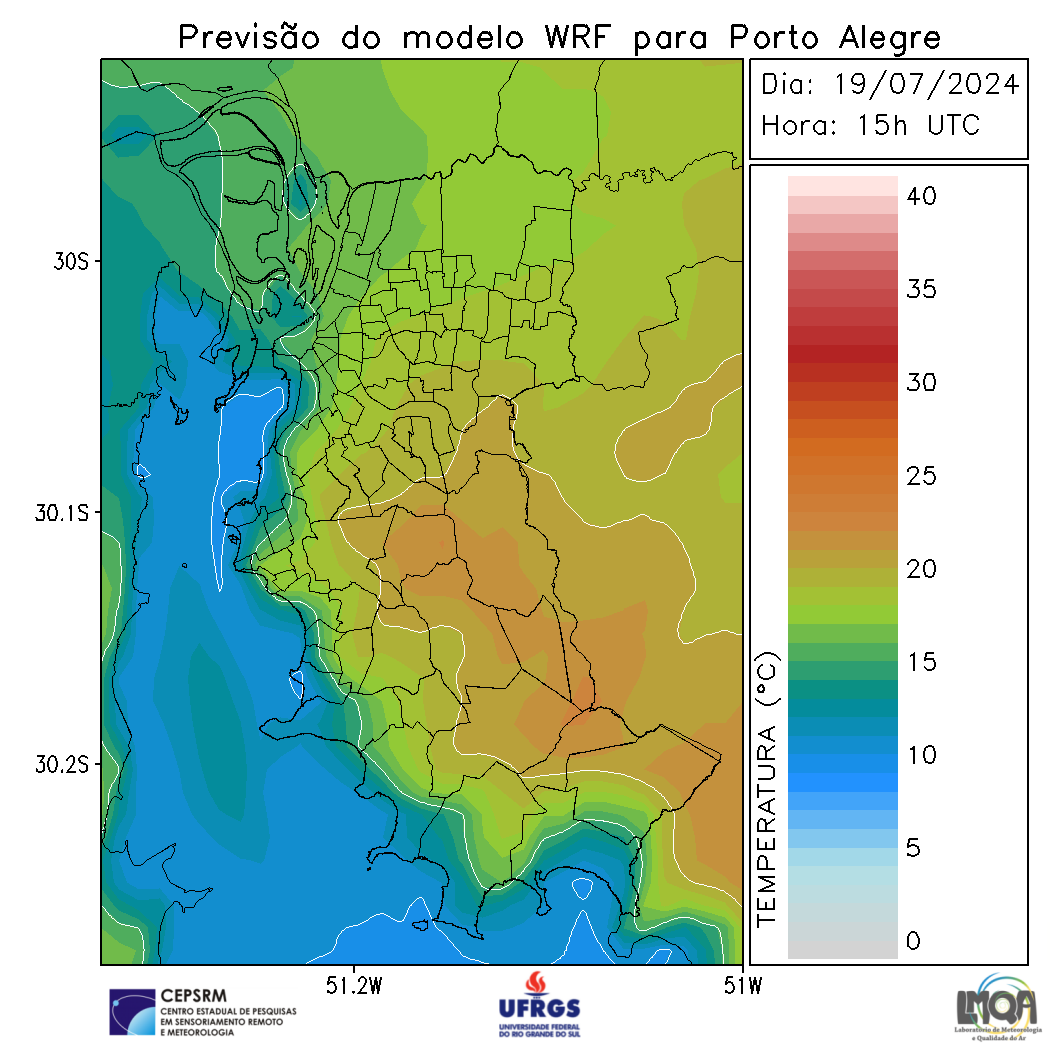 Previsão do modelo WRF para Porto Alegre
Dia: 19/07/2024
Hora: 15h UTC
40
35
30
25
20
15
10
5
0
TEMPERATURA (°C)
30S
30.1S
30.2S
51.2W
51W
CEPSRM
CENTRO ESTADUAL DE PESQUISAS
EM SENSORIAMENTO REMOTO
E METEOROLOGIA
UFRGS
UNIVERSIDADE FEDERAL
DO RIO GRANDE DO SUL
LMQA
Laboratório de Meteorologia
e Qualidade do Ar